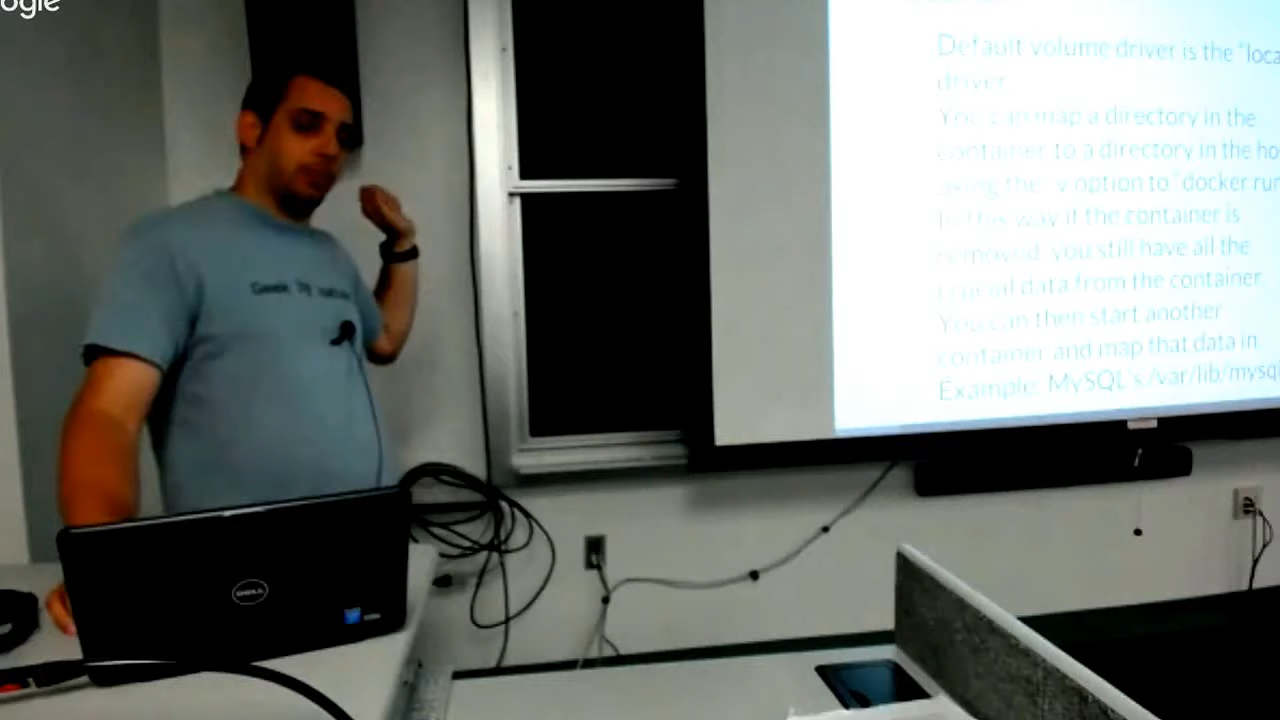 ogle
Default volume driver is the "loca
driver
You can map a directory in the
container to a directory in the ho
using the -v option to "docker run
In this way if the container is
removed, you still have all the
crucial data from the container.
You can then start another
container and map that data in.
Example: MySQL's /var/lib/mysql
Geek by nature
DELL